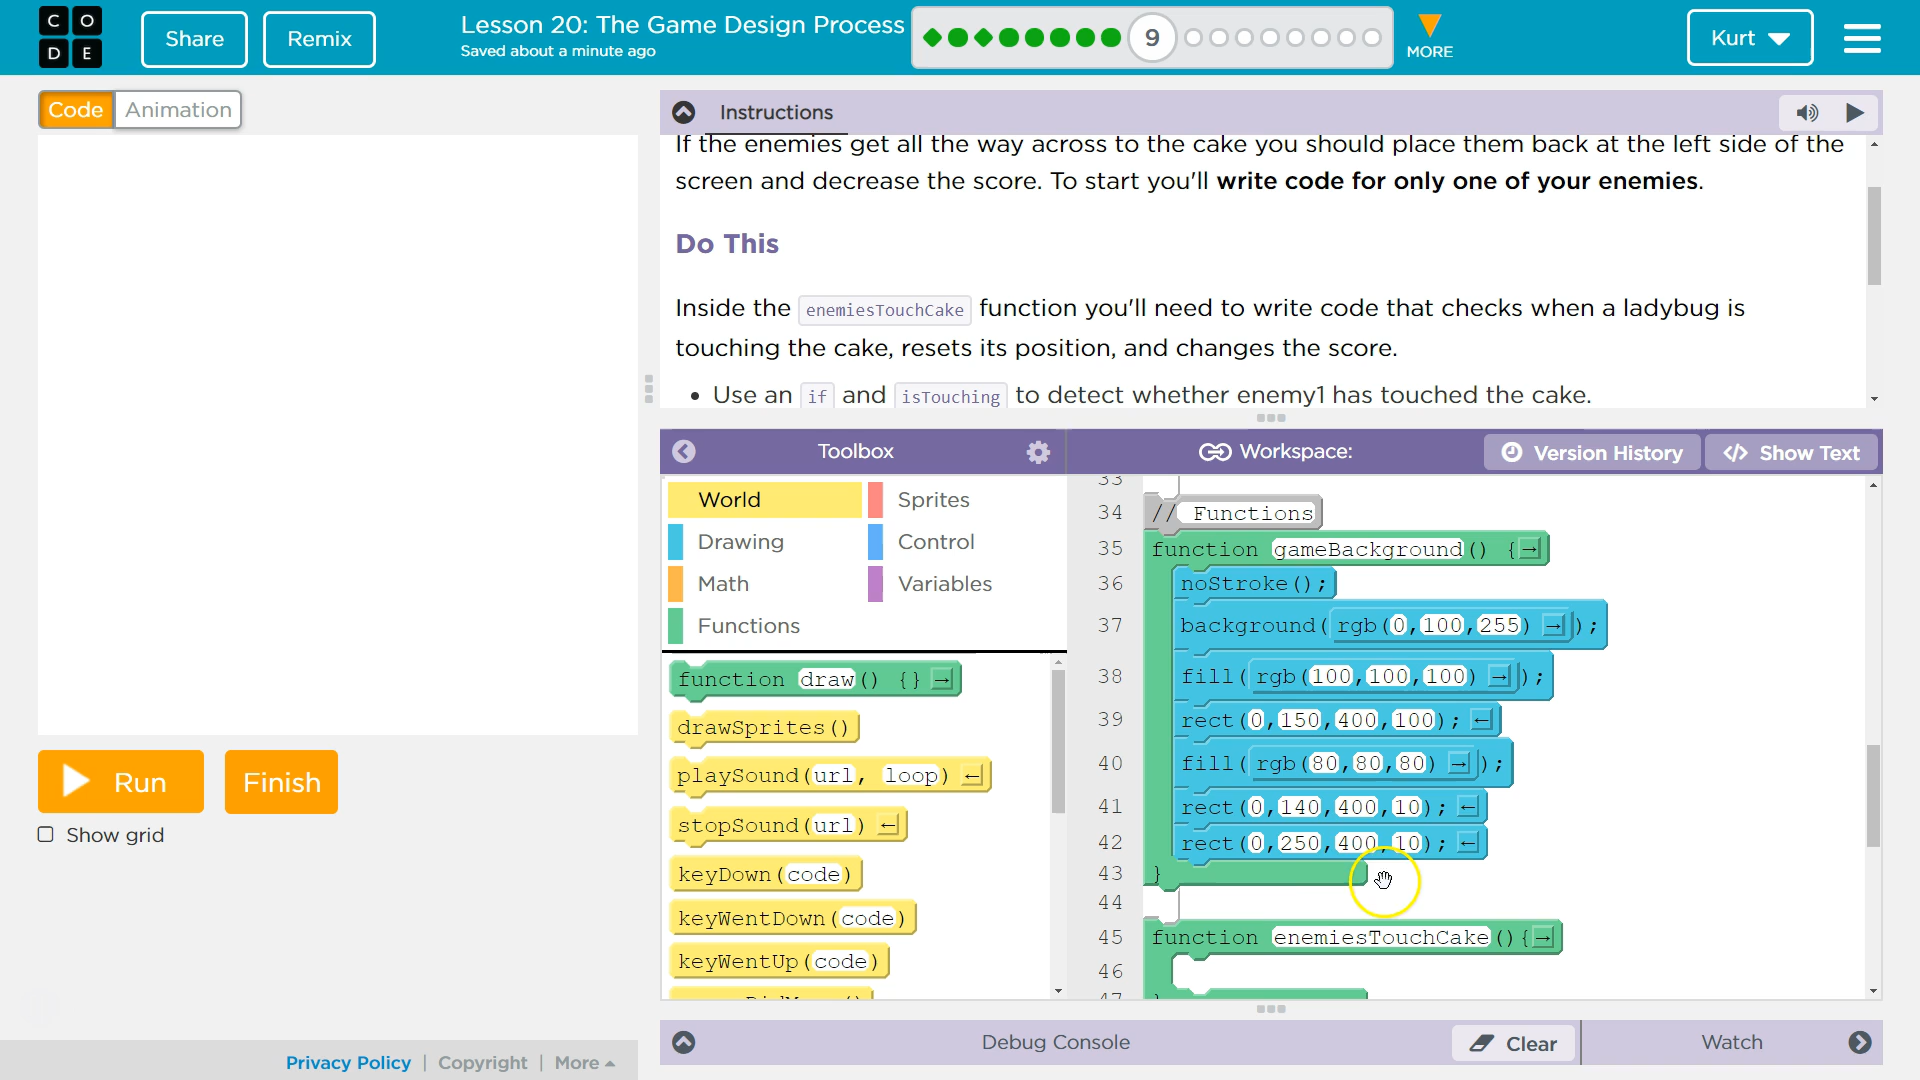 CODE
Share
Remix
Lesson 20: The Game Design Process
Saved about a minute ago
9
MORE
Kurt
Code
Animation
Instructions
If the enemies get all the way across to the cake you should place them back at the left side of the
screen and decrease the score. To start you'll write code for only one of your enemies.
Do This
Inside the enemiesTouchCake function you'll need to write code that checks when a ladybug is
touching the cake, resets its position, and changes the score.
• Use an if and isTouching to detect whether enemy1 has touched the cake.
Toolbox
Workspace:
Version History
</> Show Text
World
Sprites
Drawing
Control
Math
Variables
Functions
function draw() {} →
drawSprites()
playSound(url, loop) ←
stopSound(url) ←
keyDown(code)
keyWentDown(code)
keyWentUp(code)
33
34 // Functions
35 function gameBackground() { →
36 noStroke();
37 background(rgb(0,100,255) →);
38 fill(rgb(100,100,100) →);
39 rect(0,150,400,100); ←
40 fill(rgb(80,80,80) →);
41 rect(0,140,400,10); ←
42 rect(0,250,400,10); ←
43 }
44
45 function enemiesTouchCake(){ →
46
47 }
Run
Finish
Show grid
Debug Console
Clear
Watch
Privacy Policy | Copyright | More